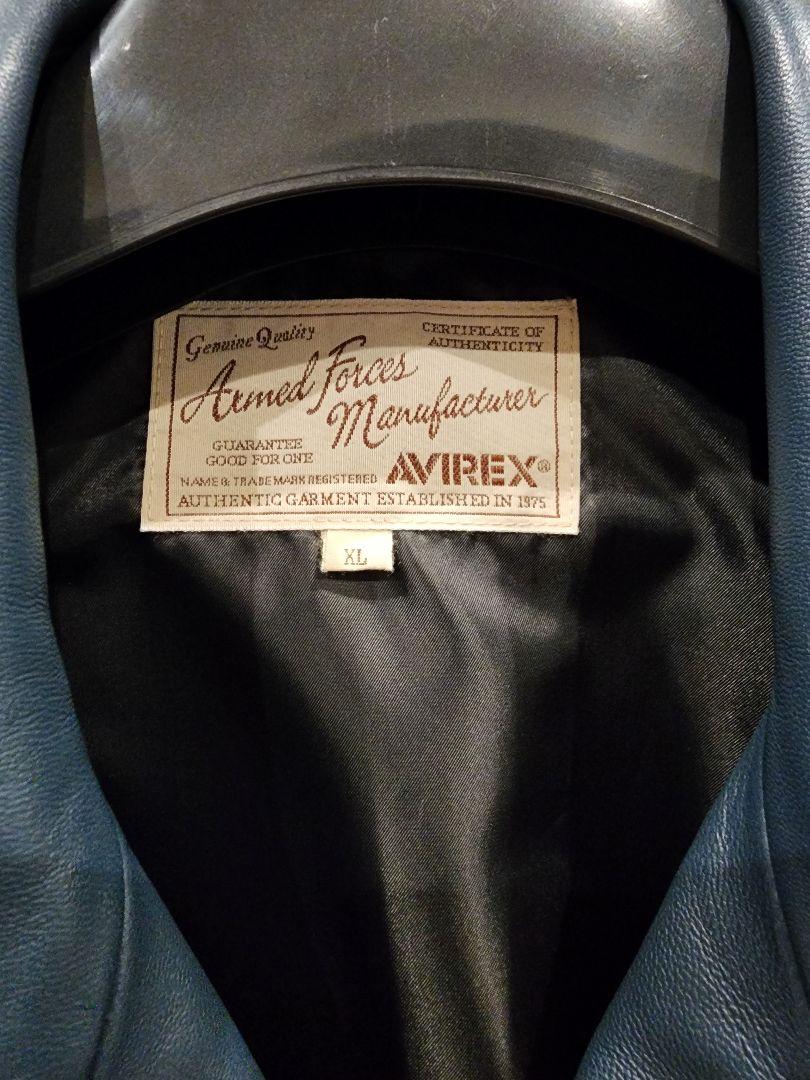 Genuine Quality
CERTIFICATE OF
AUTHENTICITY
Armed Forces
Manufacturer
GUARANTEE
GOOD FOR ONE
NAME & TRADE MARK REGISTERED
AVIREX®
AUTHENTIC GARMENT ESTABLISHED IN 1975
XL